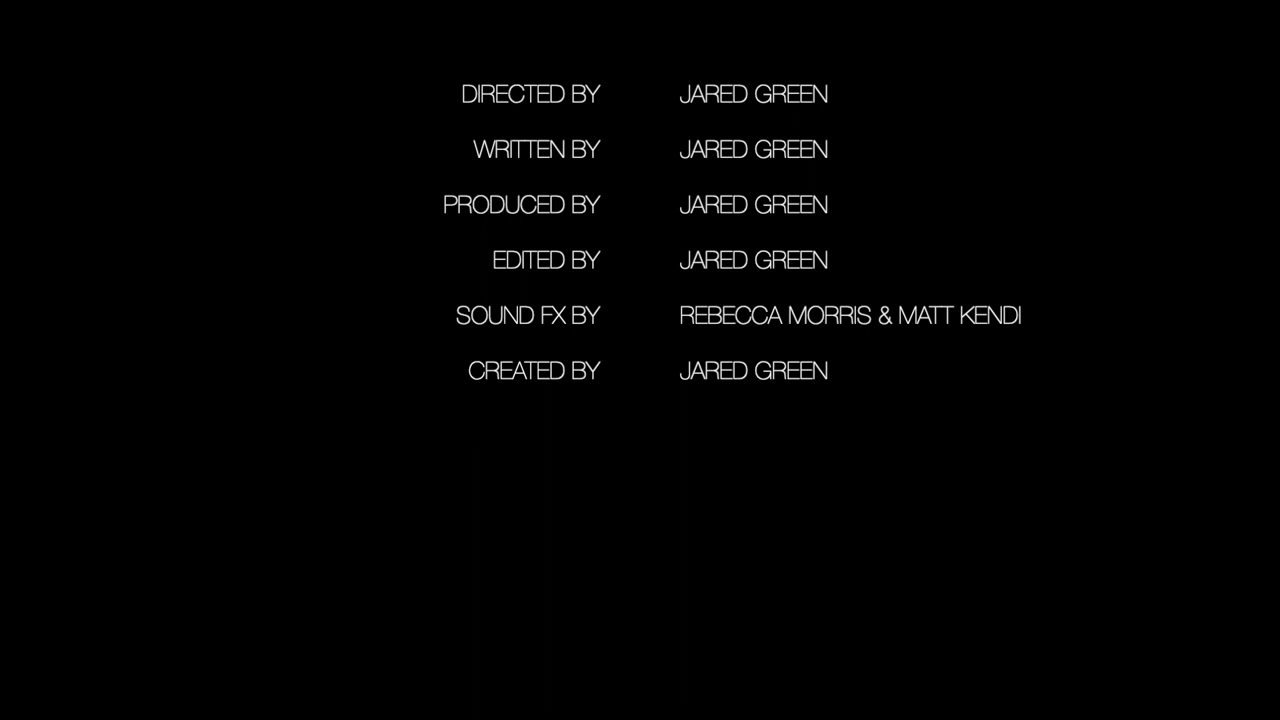 DIRECTED BY JARED GREEN
WRITTEN BY JARED GREEN
PRODUCED BY JARED GREEN
EDITED BY JARED GREEN
SOUND FX BY REBECCA MORRIS & MATT KENDI
CREATED BY JARED GREEN